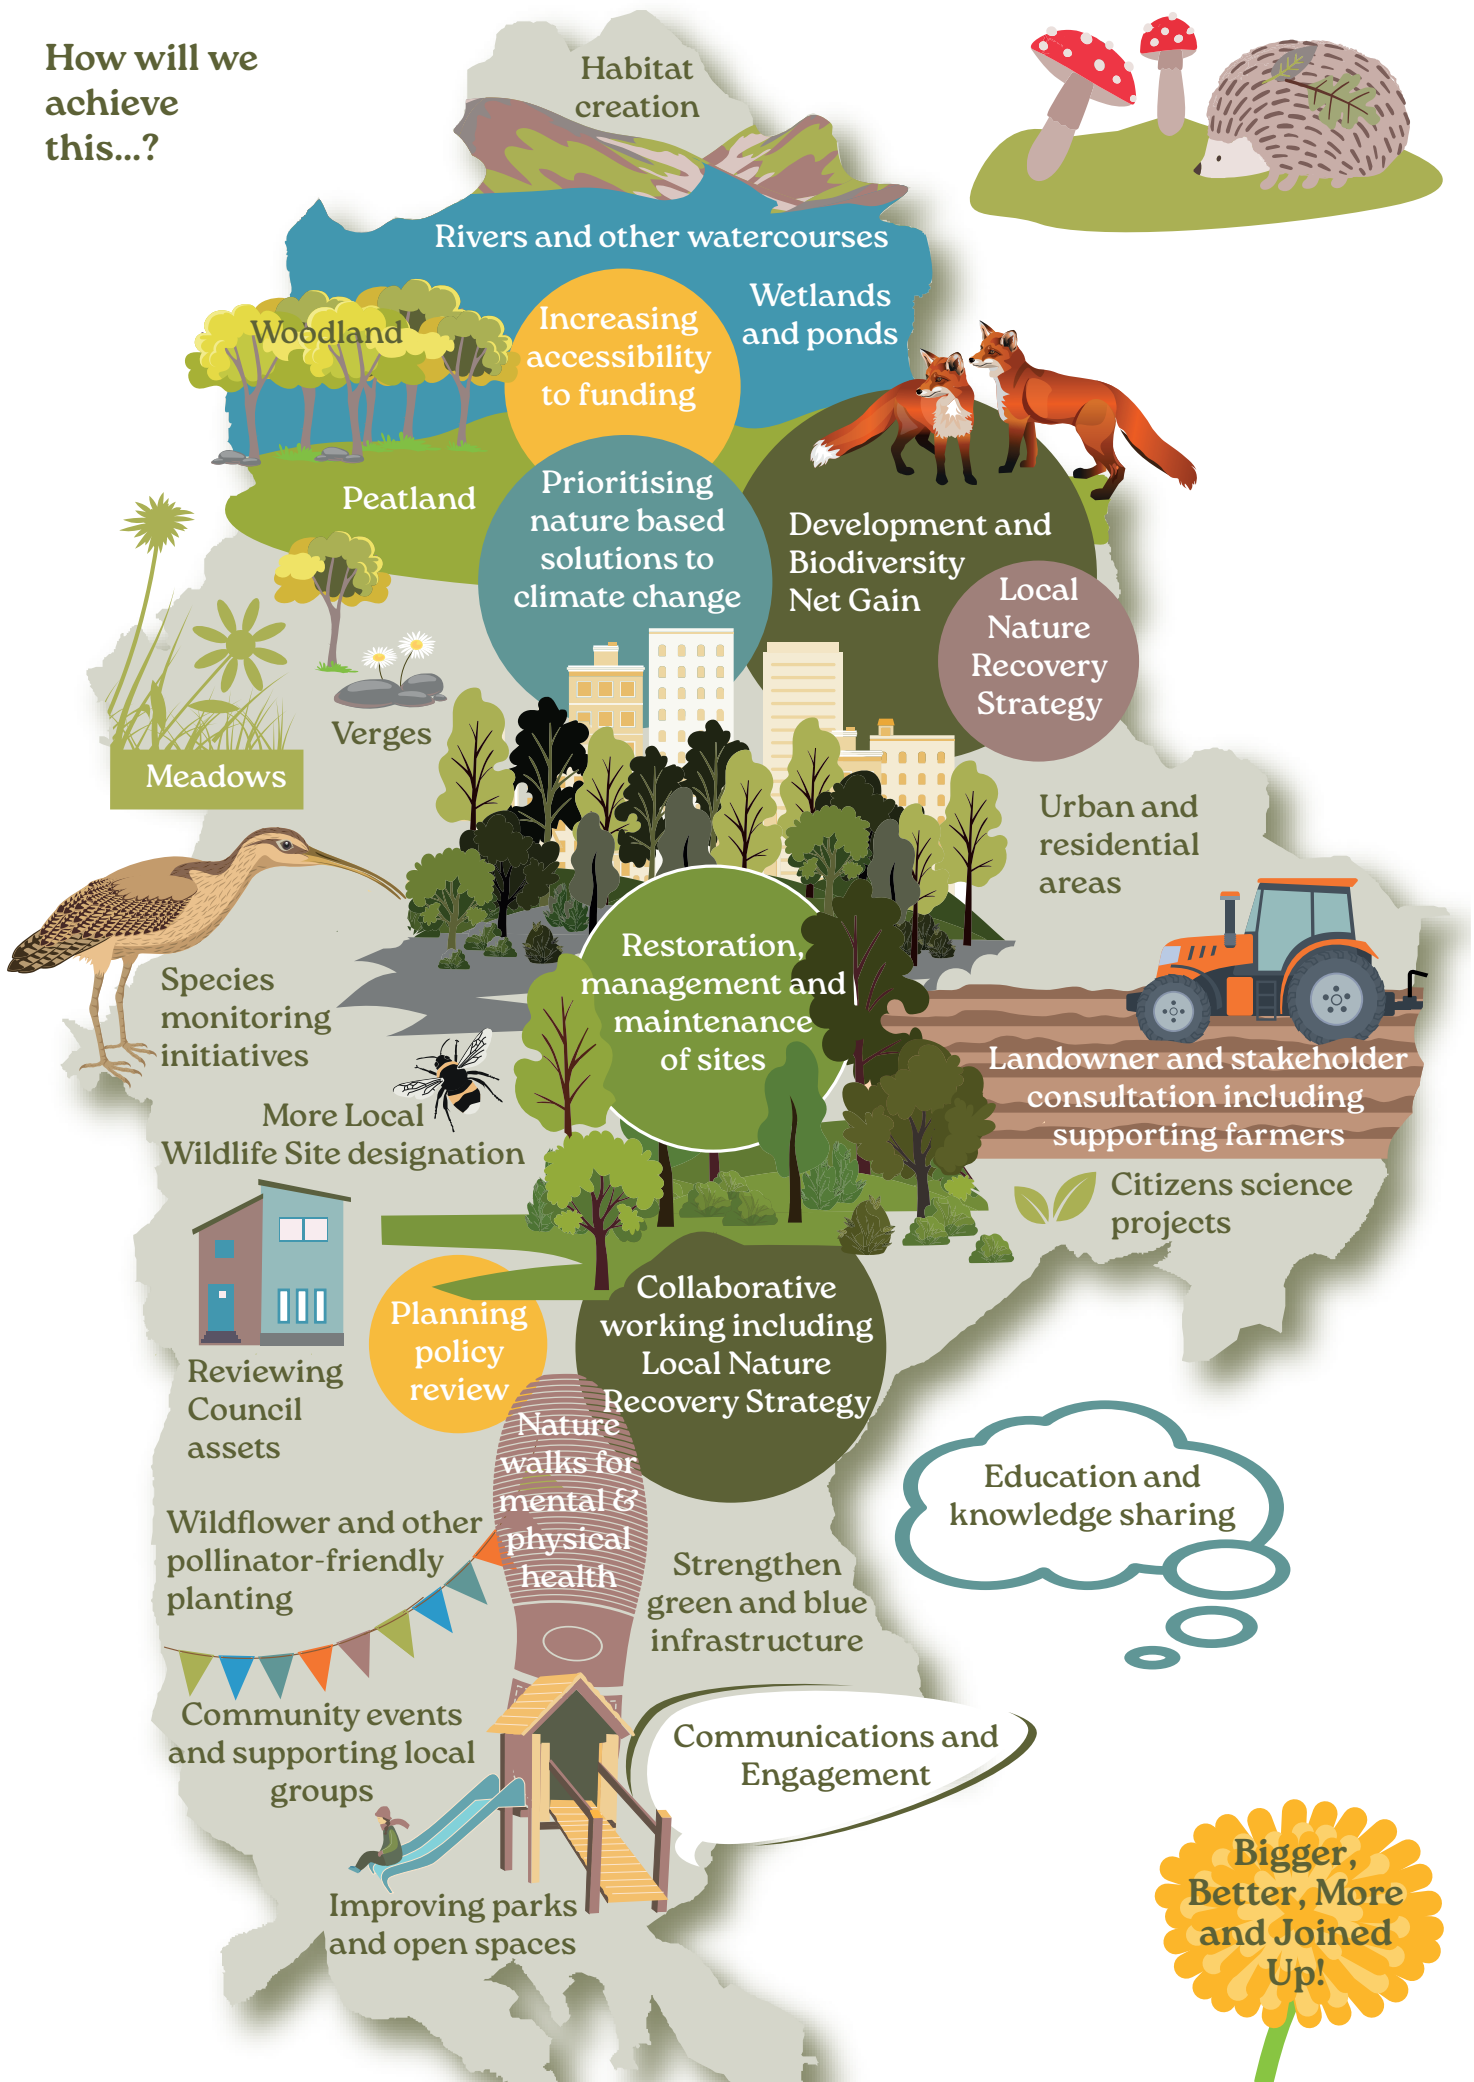 How will we
achieve
this...?
Habitat
creation
Rivers and other watercourses
Wetlands
and ponds
Woodland
Increasing
accessibility
to funding
Peatland
Prioritising
nature based
solutions to
climate change
Development and
Biodiversity
Net Gain
Local
Nature
Recovery
Strategy
Verges
Meadows
Urban and
residential
areas
Restoration,
management and
maintenance
of sites
Species
monitoring
initiatives
Landowner and stakeholder
consultation including
supporting farmers
More Local
Wildlife Site designation
Citizens science
projects
Collaborative
working including
Local Nature
Recovery Strategy
Planning
policy
review
Reviewing
Council
assets
Nature
walks for
mental &
physical
health
Education and
knowledge sharing
Wildflower and other
pollinator-friendly
planting
Strengthen
green and blue
infrastructure
Community events
and supporting local
groups
Communications and
Engagement
Improving parks
and open spaces
Bigger,
Better, More
and Joined
Up!